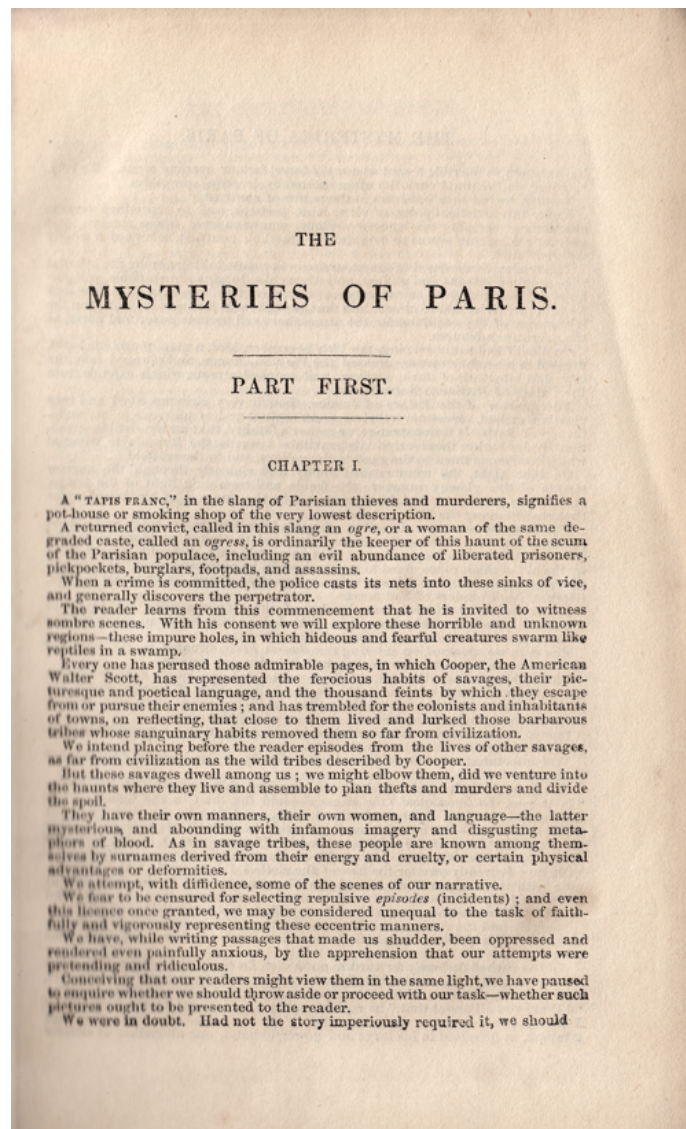 THE
MYSTERIES OF PARIS.
PART FIRST.
CHAPTER I.
A “TAPIS FRANC,” in the slang of Parisian thieves and murderers, signifies a
pot-house or smoking shop of the very lowest description.
A returned convict, called in this slang an ogre, or a woman of the same de-
graded caste, called an ogress, is ordinarily the keeper of this haunt of the scum
of the Parisian populace, including an evil abundance of liberated prisoners,
pickpockets, burglars, footpads, and assassins.
When a crime is committed, the police casts its nets into these sinks of vice,
and generally discovers the perpetrator.
The reader learns from this commencement that he is invited to witness
sombre scenes. With his consent we will explore these horrible and unknown
regions—these impure holes, in which hideous and fearful creatures swarm like
reptiles in a swamp.
Every one has perused those admirable pages, in which Cooper, the American
Walter Scott, has represented the ferocious habits of savages, their pic-
turesque and poetical language, and the thousand feints by which they escape
from or pursue their enemies ; and has trembled for the colonists and inhabitants
of towns, on reflecting, that close to them lived and lurked those barbarous
tribes whose sanguinary habits removed them so far from civilization.
We intend placing before the reader episodes from the lives of other savages,
as far from civilization as the wild tribes described by Cooper.
But these savages dwell among us ; we might elbow them, did we venture into
the haunts where they live and assemble to plan thefts and murders and divide
the spoil.
They have their own manners, their own women, and language—the latter
mysterious, and abounding with infamous imagery and disgusting meta-
phors of blood. As in savage tribes, these people are known among them-
selves by surnames derived from their energy and cruelty, or certain physical
advantages or deformities.
We attempt, with diffidence, some of the scenes of our narrative.
We fear to be censured for selecting repulsive episodes (incidents) ; and even
this licence once granted, we may be considered unequal to the task of faith-
fully and vigorously representing these eccentric manners.
We have, while writing passages that made us shudder, been oppressed and
rendered even painfully anxious, by the apprehension that our attempts were
pretending and ridiculous.
Conceiving that our readers might view them in the same light, we have paused
to enquire whether we should throw aside or proceed with our task—whether such
pictures ought to be presented to the reader.
We were in doubt. Had not the story imperiously required it, we should